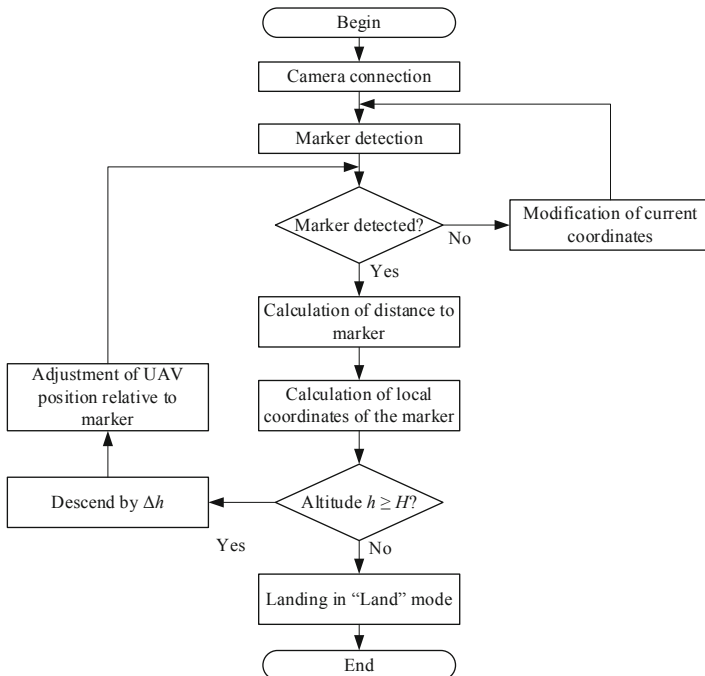 Begin
Camera connection
Marker detection
Marker detected?
No
Modification of current
coordinates
Yes
Calculation of distance to
marker
Adjustment of UAV
position relative to
marker
Calculation of local
coordinates of the marker
Descend by Δh
Altitude h ≥ H?
Yes
No
Landing in “Land” mode
End